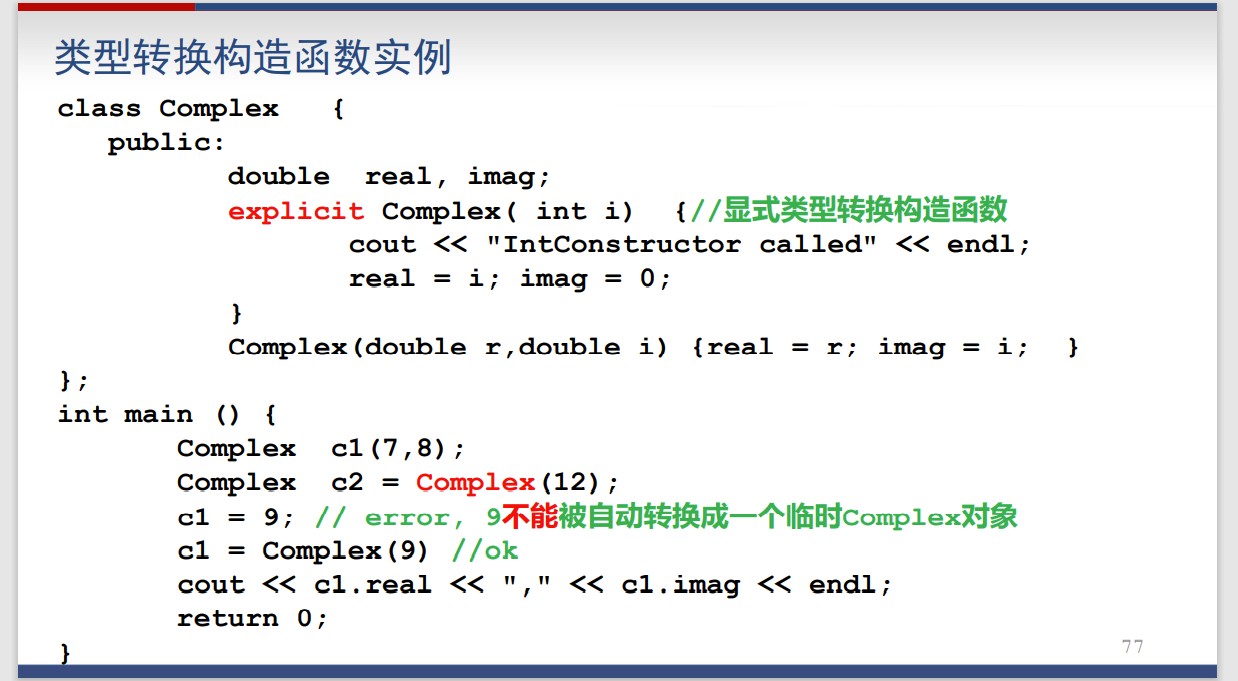 类型转换构造函数实例
class Complex   {
   public:
          double  real, imag;
          explicit Complex( int i)  {//显式类型转换构造函数
                 cout << "IntConstructor called" << endl;
                 real = i; imag = 0;
          }
          Complex(double r,double i) {real = r; imag = i;  }
};
int main () {
       Complex  c1(7,8);
       Complex  c2 = Complex(12);
       c1 = 9; // error, 9不能被自动转换成一个临时Complex对象
       c1 = Complex(9) //ok
       cout << c1.real << "," << c1.imag << endl;
       return 0;
}
77